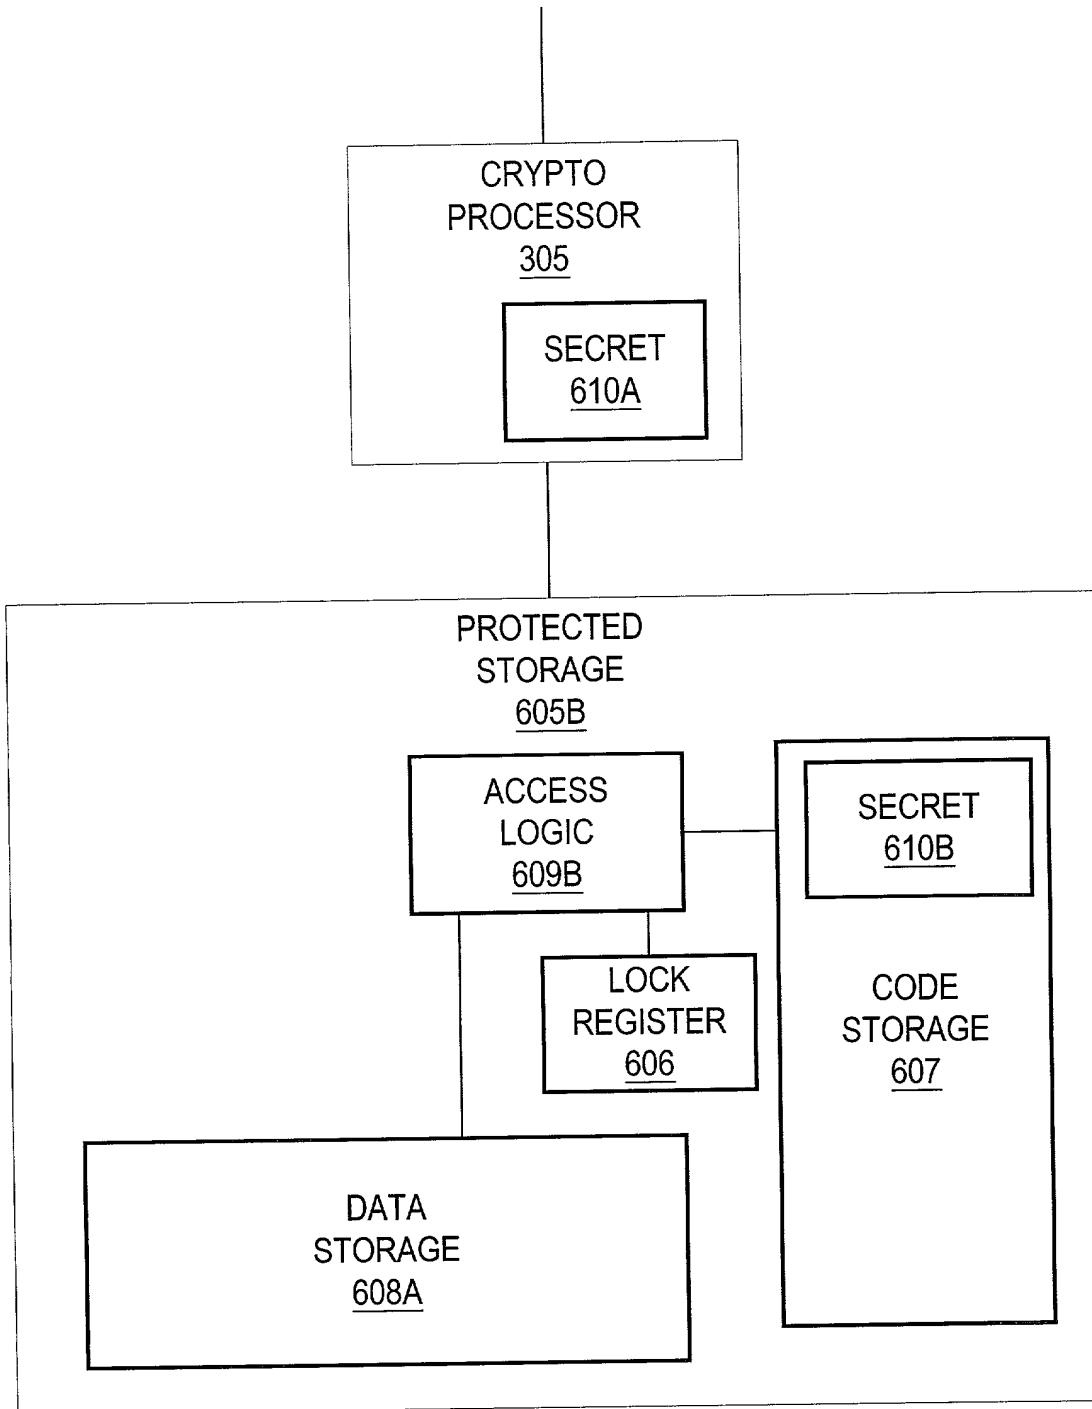 CRYPTO
PROCESSOR
305
SECRET
610A
PROTECTED
STORAGE
605B
ACCESS
LOGIC
609B
SECRET
610B
LOCK
REGISTER
606
CODE
STORAGE
607
DATA
STORAGE
608A